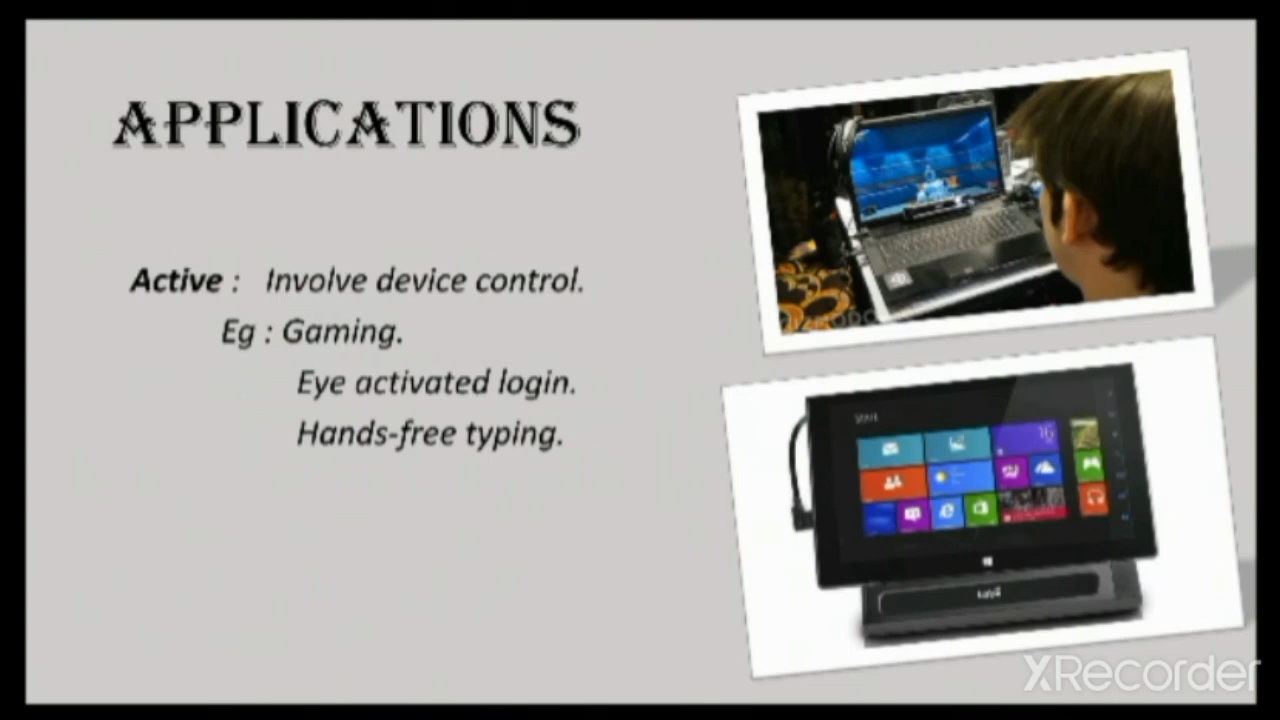 APPLICATIONS
Active : Involve device control.
Eg : Gaming.
Eye activated login.
Hands-free typing.
XRecorder